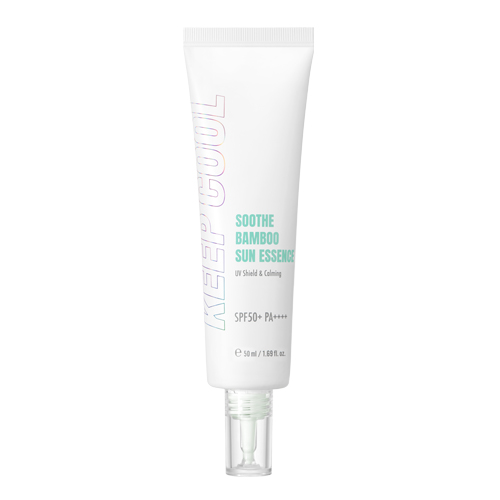 KEEP COOL
SOOTHE
BAMBOO
SUN ESSENCE
UV Shield & Calming
SPF50+ PA++++
℮ 50 ml / 1.69 fl. oz.